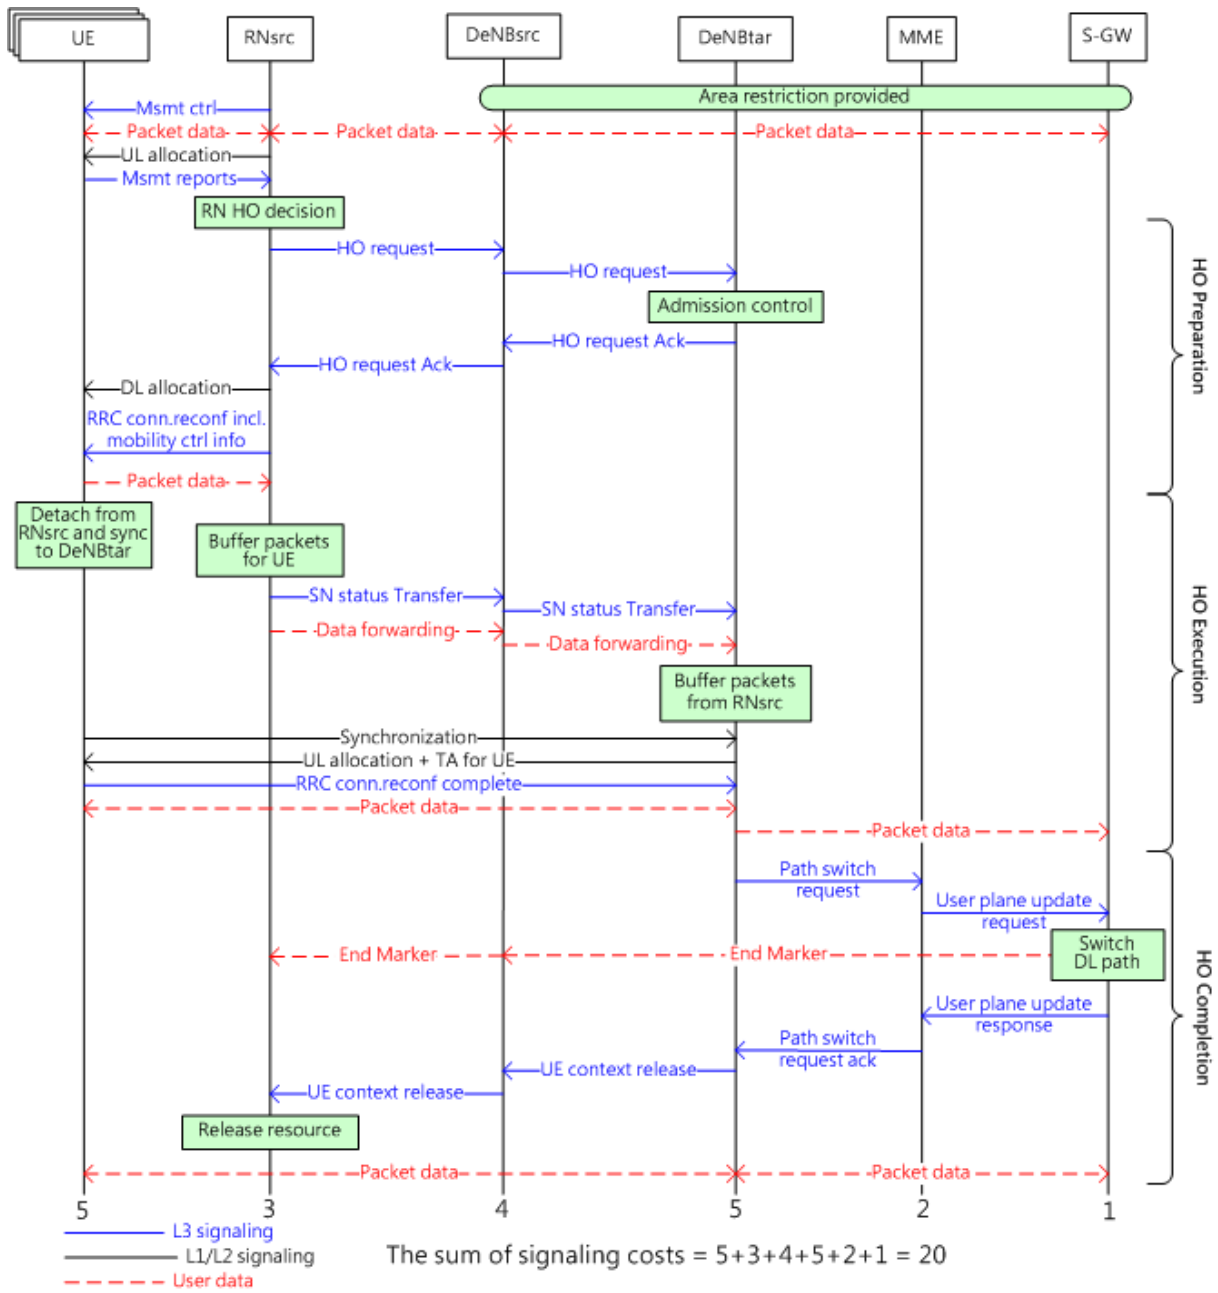 UE
RNsrc
DeNBsrc
DeNBtar
MME
S-GW
Area restriction provided
Msmt ctrl
Packet data
Packet data
Packet data
UL allocation
Msmt reports
RN HO decision
HO request
HO request
Admission control
HO request Ack
HO request Ack
DL allocation
RRC conn.reconf incl.
mobility ctrl info
Packet data
HO Preparation
Detach from
RNsrc and sync
to DeNBtar
Buffer packets
for UE
SN status Transfer
SN status Transfer
Data forwarding
Data forwarding
Buffer packets
from RNsrc
Synchronization
UL allocation + TA for UE
RRC conn.reconf complete
Packet data
Packet data
HO Execution
Path switch
request
User plane update
request
Switch
DL path
End Marker
End Marker
User plane update
response
Path switch
request ack
UE context release
UE context release
Release resource
Packet data
Packet data
HO Completion
5
3
4
5
2
1
L3 signaling
L1/L2 signaling
User data
The sum of signaling costs = 5+3+4+5+2+1 = 20